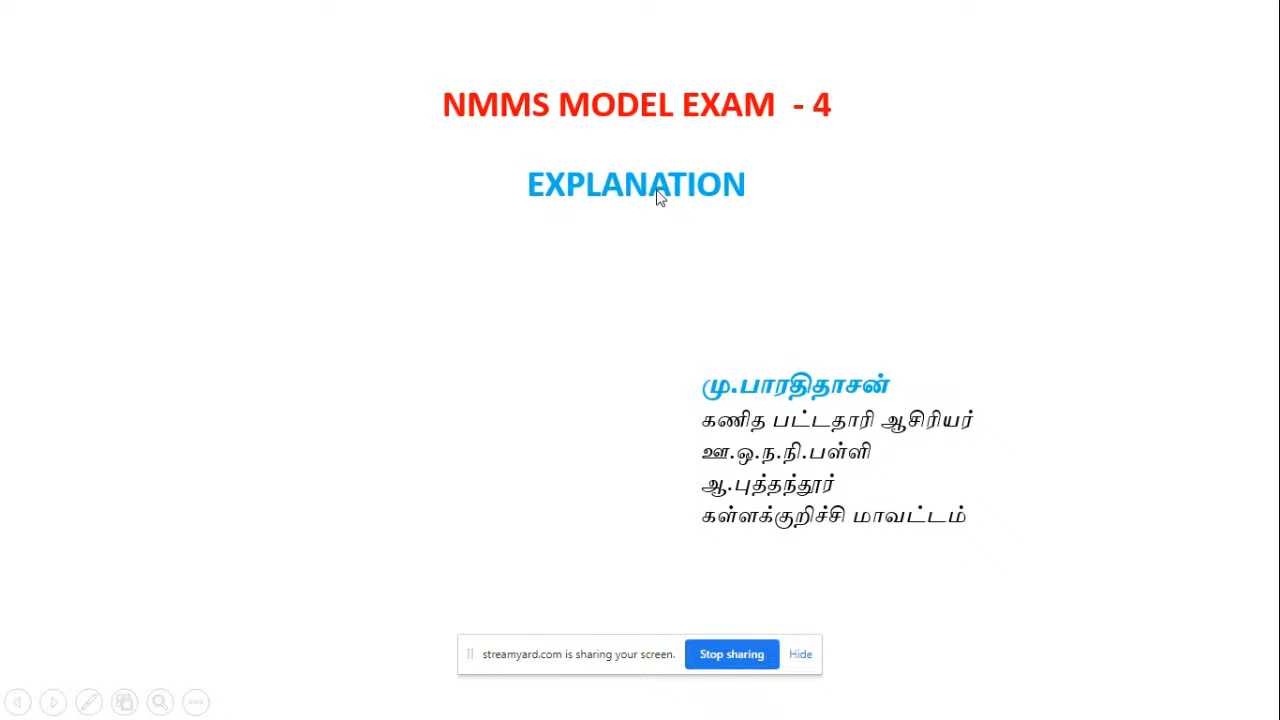 NMMS MODEL EXAM - 4
EXPLANATION
மு.பாரதிதாசன்
கணித பட்டதாரி ஆசிரியர்
ஊ.ஒ.ந.நி.பள்ளி
ஆ.புத்தந்தூர்
கள்ளக்குறிச்சி மாவட்டம்
streamyard.com is sharing your screen. Stop sharing Hide